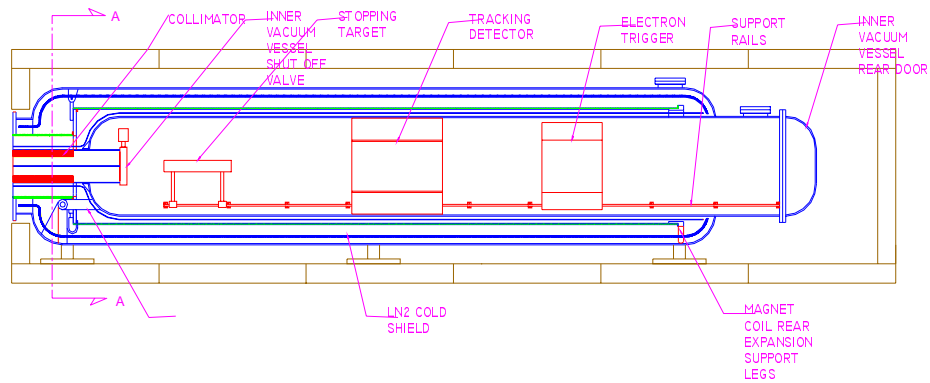 A
COLLIMATOR
INNER
VACUUM
VESSEL
SHUT OFF
VALVE
STOPPING
TARGET
TRACKING
DETECTOR
ELECTRON
TRIGGER
SUPPORT
RAILS
INNER
VACUUM
VESSEL
REAR DOOR
A
LN2 COLD
SHIELD
MAGNET
COIL REAR
EXPANSION
SUPPORT
LEGS